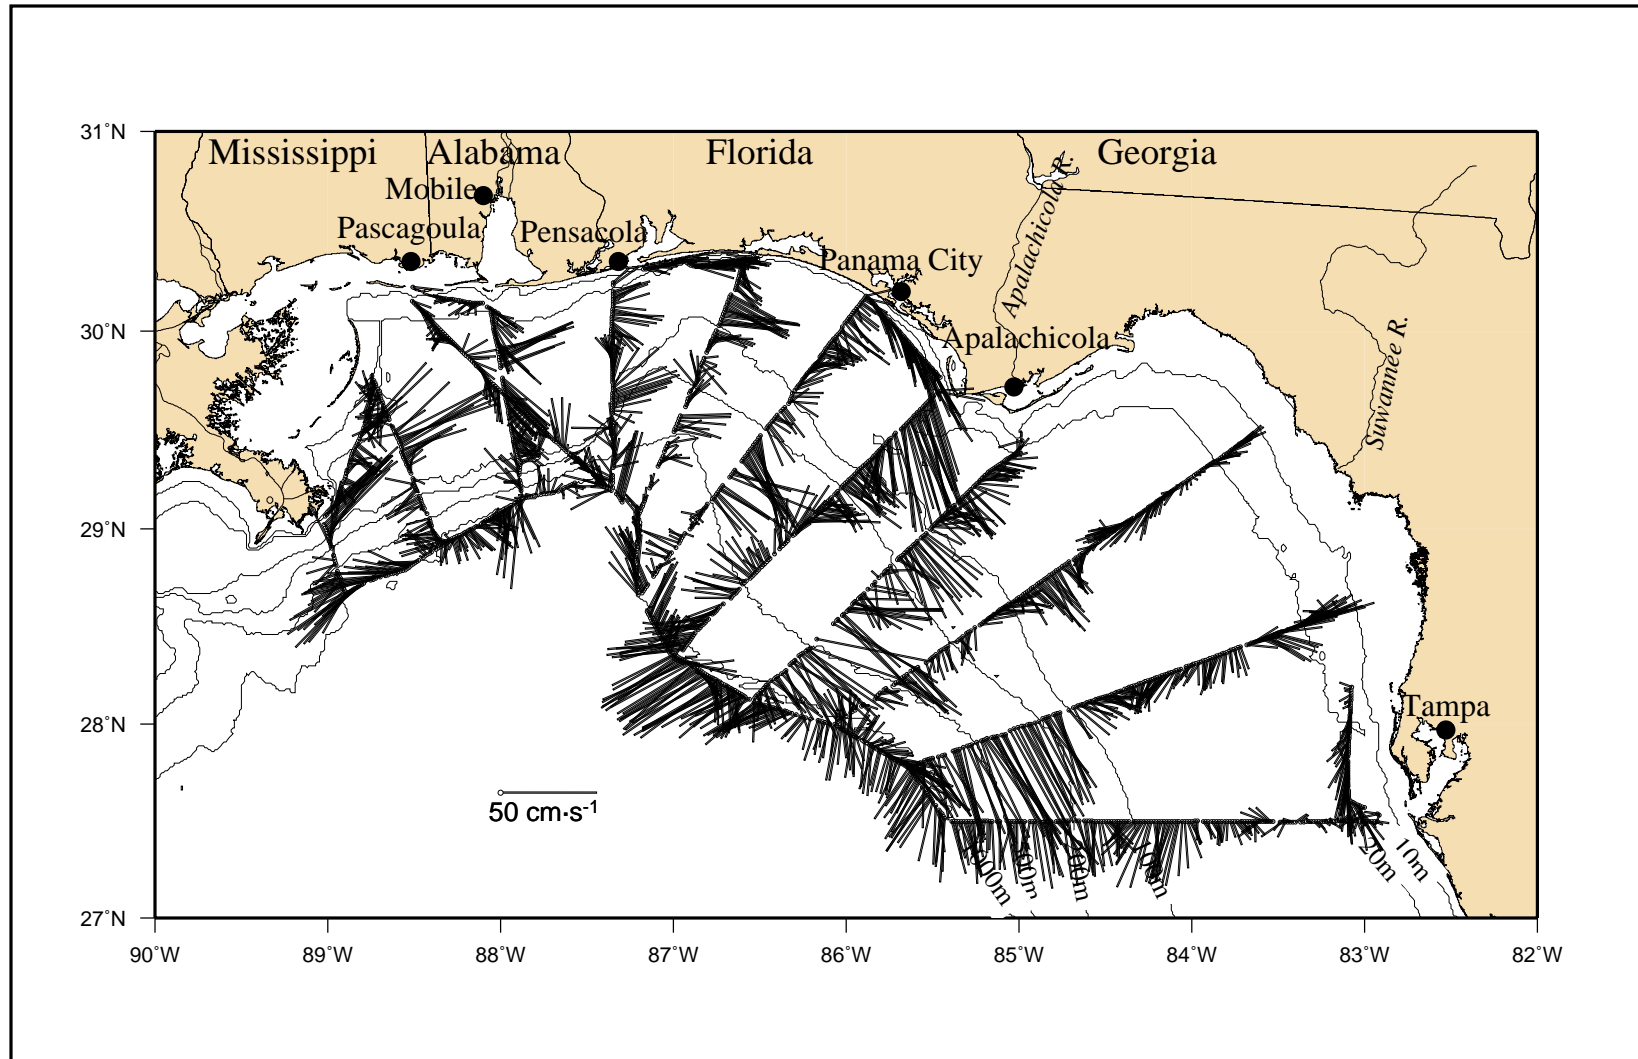 31˚N
Mississippi Alabama Florida Georgia
Mobile
Apalachicola R.
Pascagoula Pensacola
Panama City
30˚N
Apalachicola
Suwannee R.
29˚N
28˚N
Tampa
50 cm·s-1
20m 10m
100m
27˚N
90˚W 89˚W 88˚W 87˚W 86˚W 85˚W 84˚W 83˚W 82˚W